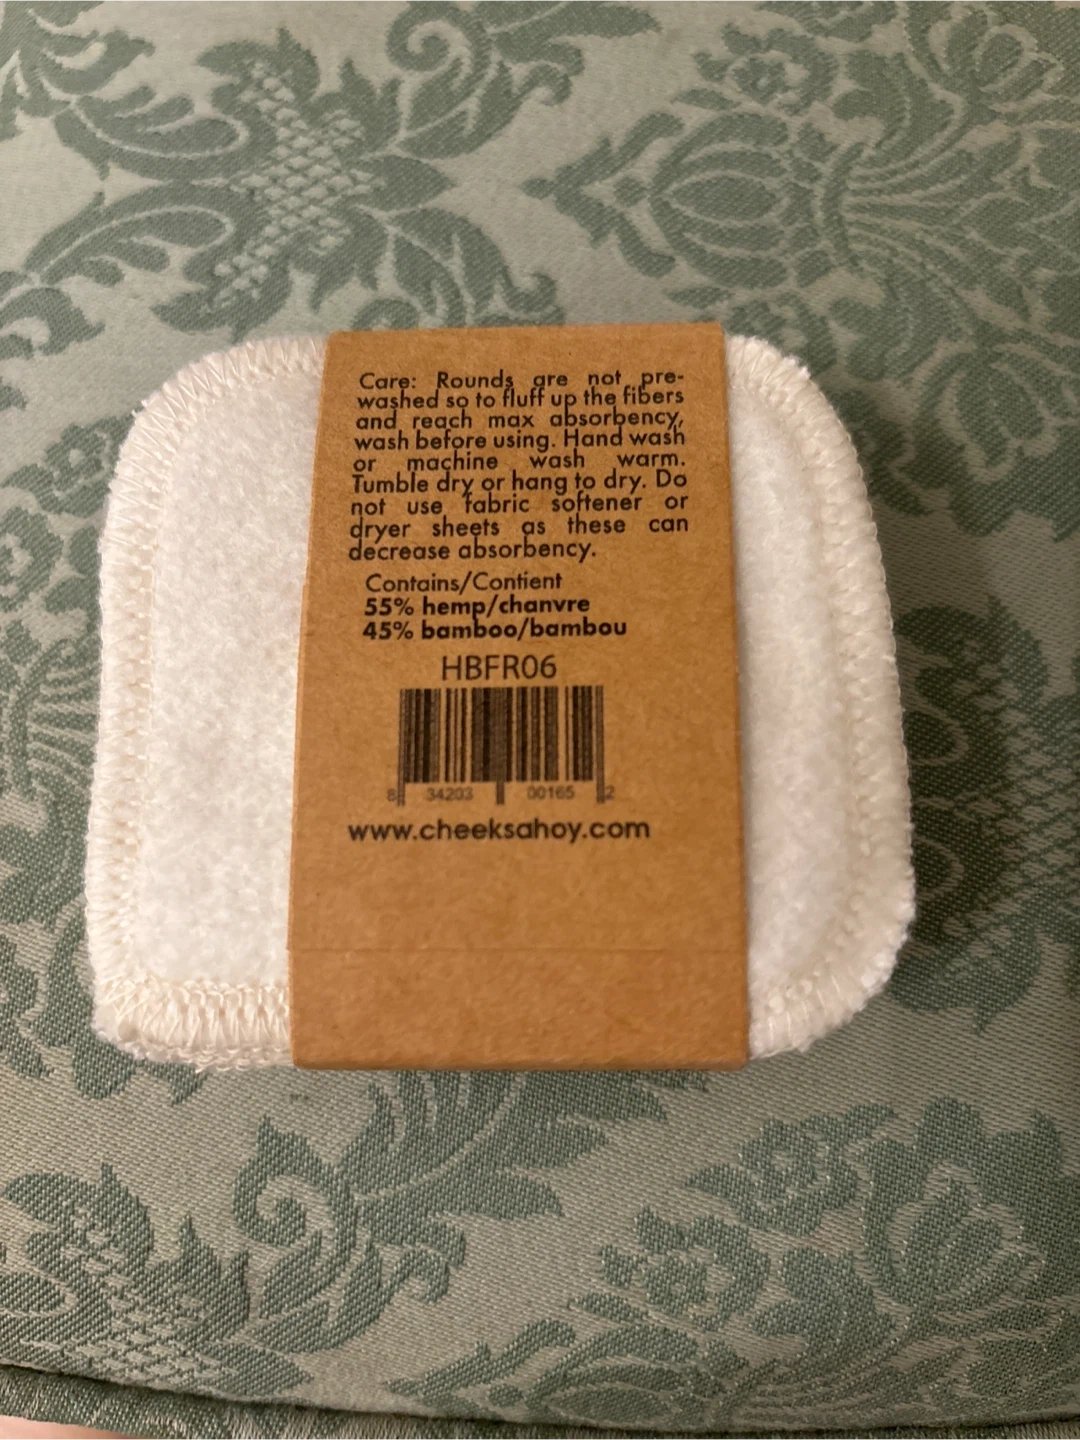 Care: Rounds are not pre-
washed so to fluff up the fibers
and reach max absorbency,
wash before using. Hand wash
or machine wash warm.
Tumble dry or hang to dry. Do
not use fabric softener or
dryer sheets as these can
decrease absorbency.
Contains/Contient
55% hemp/chanvre
45% bamboo/bambou
HBFR06
8 34203 00165 2
www.cheeksahoy.com